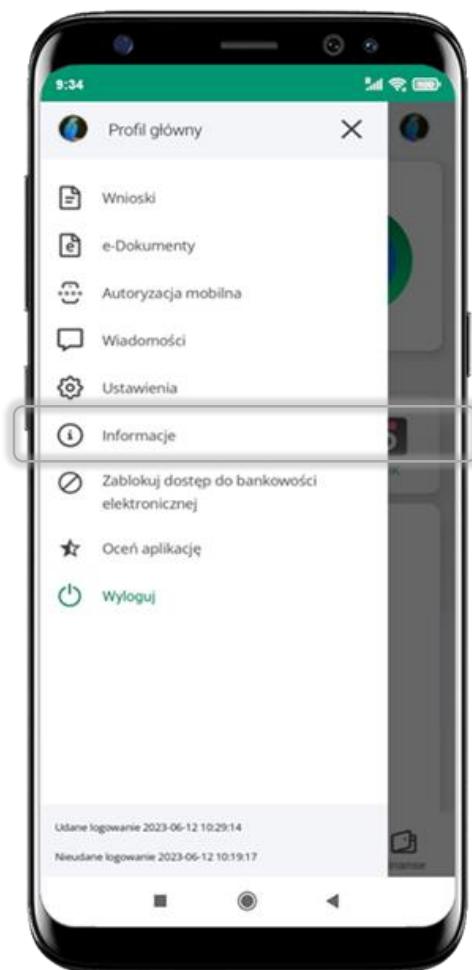 9:34
Profil główny
Wnioski
e-Dokumenty
Autoryzacja mobilna
Wiadomości
Ustawienia
Informacje
Zablokuj dostęp do bankowości
elektronicznej
Oceń aplikację
Wyloguj
Udane logowanie 2023-06-12 10:29:14
Nieudane logowanie 2023-06-12 10:19:17